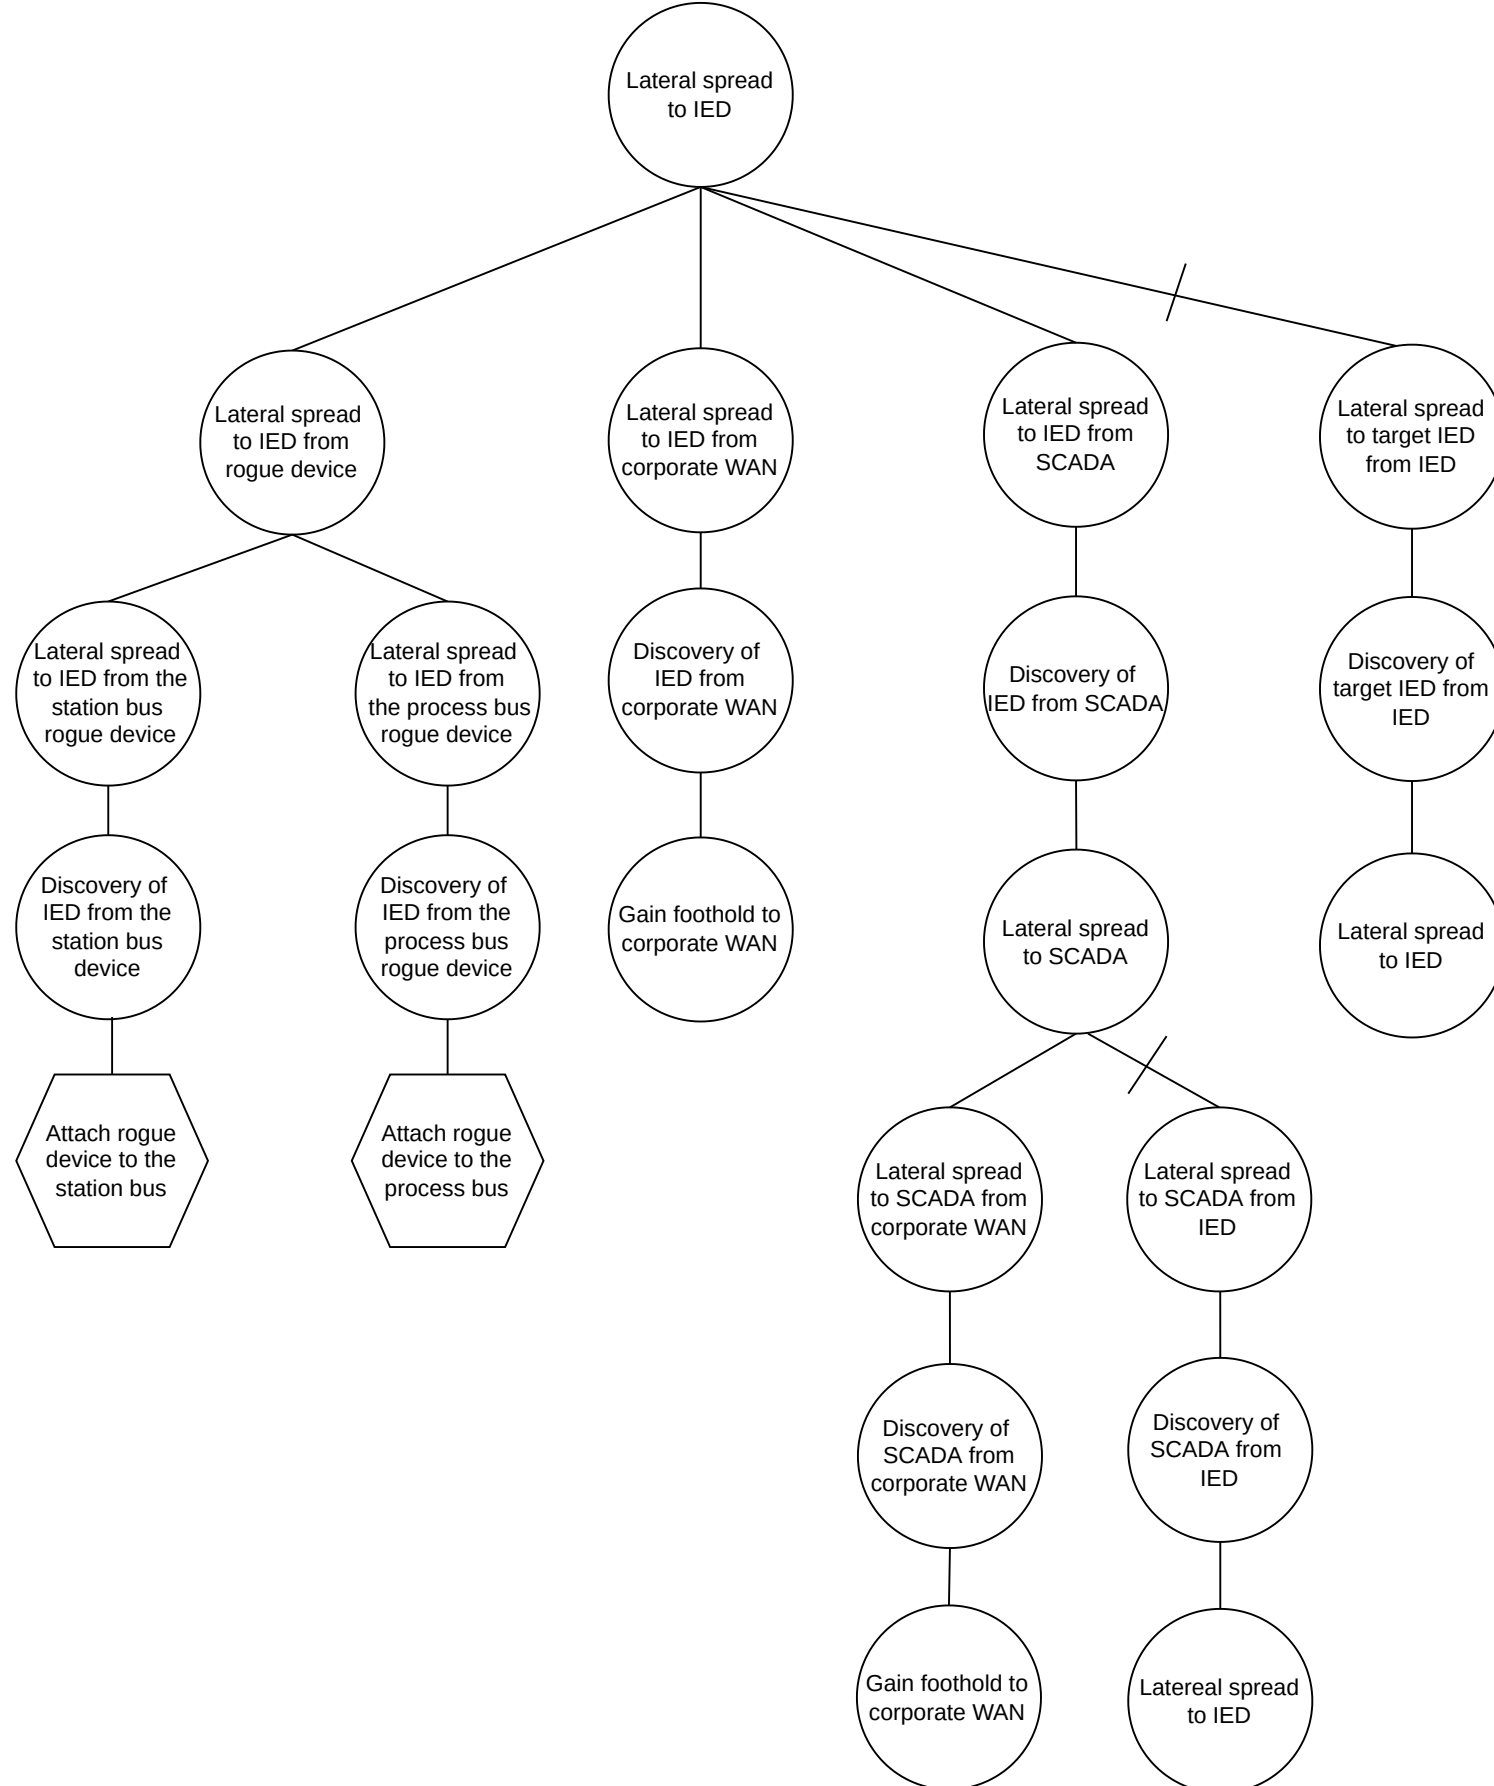 Lateral spread
to IED
Lateral spread
to IED from
rogue device
Lateral spread
to IED from
corporate WAN
Lateral spread
to IED from
SCADA
Lateral spread
to target IED
from IED
Lateral spread
to IED from the
station bus
rogue device
Lateral spread
to IED from
the process bus
rogue device
Discovery of
IED from
corporate WAN
Discovery of
IED from SCADA
Discovery of
target IED from
IED
Discovery of
IED from the
station bus
device
Discovery of
IED from the
process bus
rogue device
Gain foothold to
corporate WAN
Lateral spread
to SCADA
Lateral spread
to IED
Attach rogue
device to the
station bus
Attach rogue
device to the
process bus
Lateral spread
to SCADA from
corporate WAN
Lateral spread
to SCADA from
IED
Discovery of
SCADA from
corporate WAN
Discovery of
SCADA from
IED
Gain foothold to
corporate WAN
Latereal spread
to IED